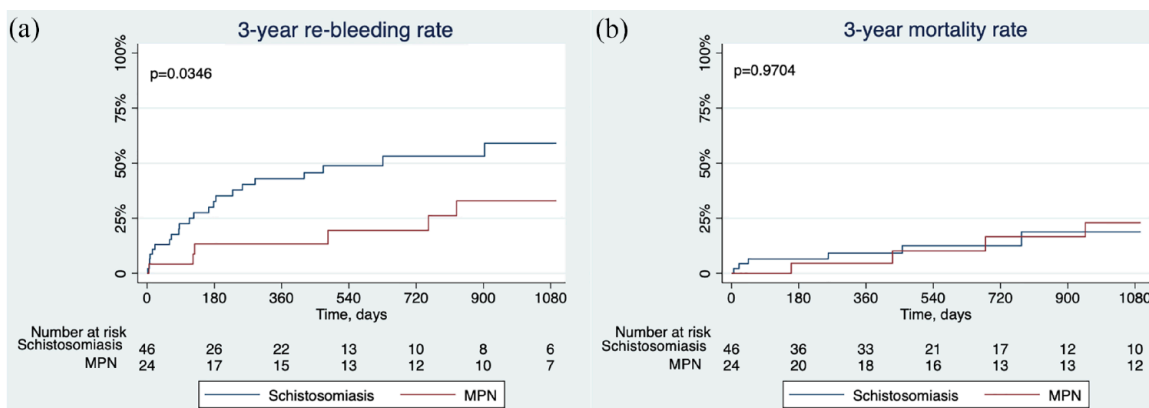 (a)
3-year re-bleeding rate
100%
75%
50%
25%
0
p=0.0346
0 180 360 540 720 900 1080
Time, days
Number at risk
Schistosomiasis 46 26 22 13 10 8 6
MPN 24 17 15 13 12 10 7
Schistosomiasis MPN
(b)
3-year mortality rate
100%
75%
50%
25%
0
p=0.9704
0 180 360 540 720 900 1080
Time, days
Number at risk
Schistosomiasis 46 36 33 21 17 12 10
MPN 24 20 18 16 13 13 12
Schistosomiasis MPN